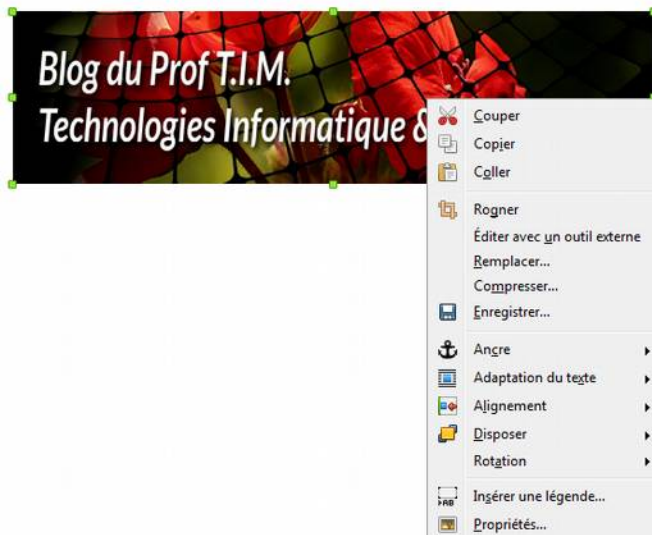 Blog du Prof T.I.M.
Technologies Informatique &
Couper
Copier
Coller
Rogner
Éditer avec un outil externe
Remplacer...
Compresser...
Enregistrer...
Ancre
Adaptation du texte
Alignement
Disposer
Rotation
Insérer une légende...
Propriétés...